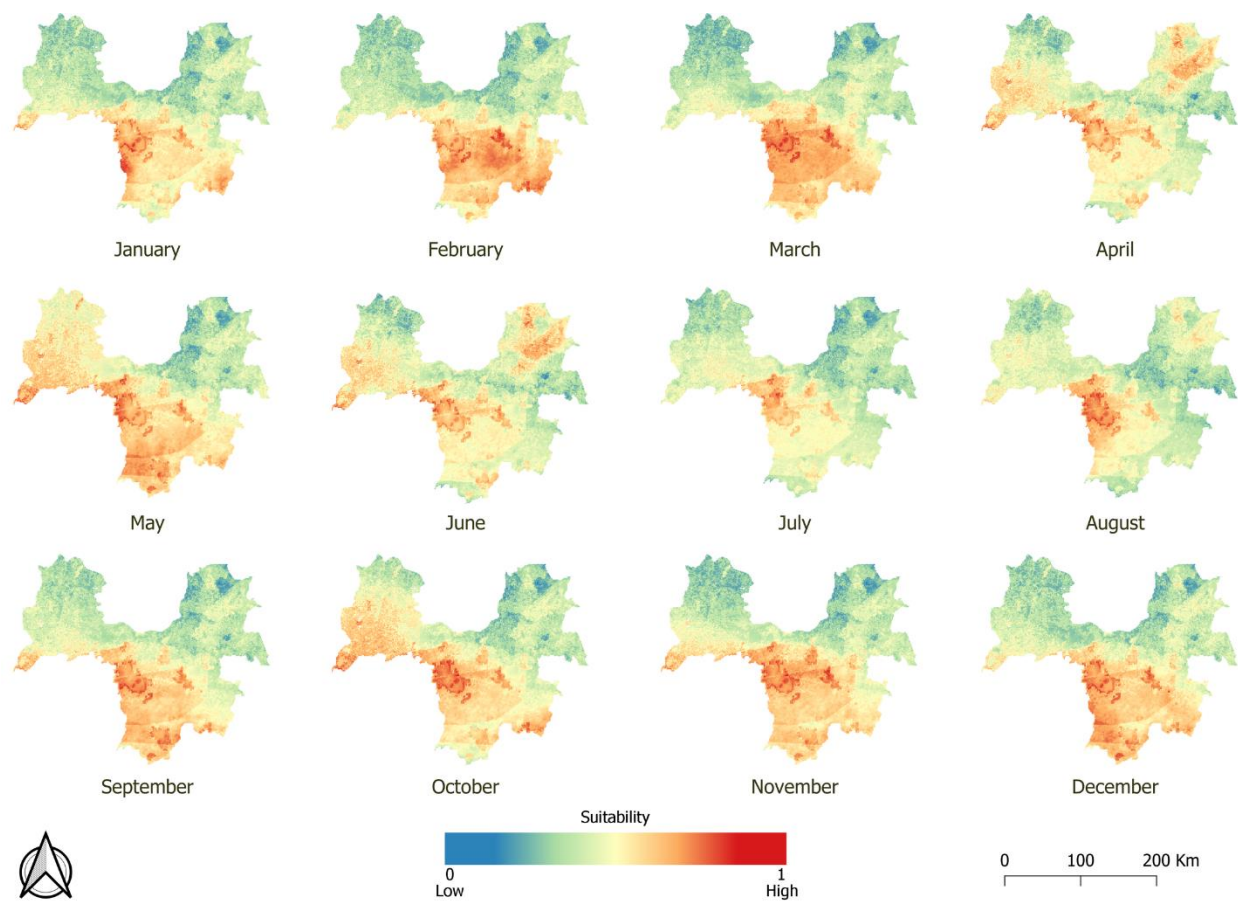 January
February
March
April
May
June
July
August
September
October
November
December
Suitability
0
1
Low
High
0
100
200 Km